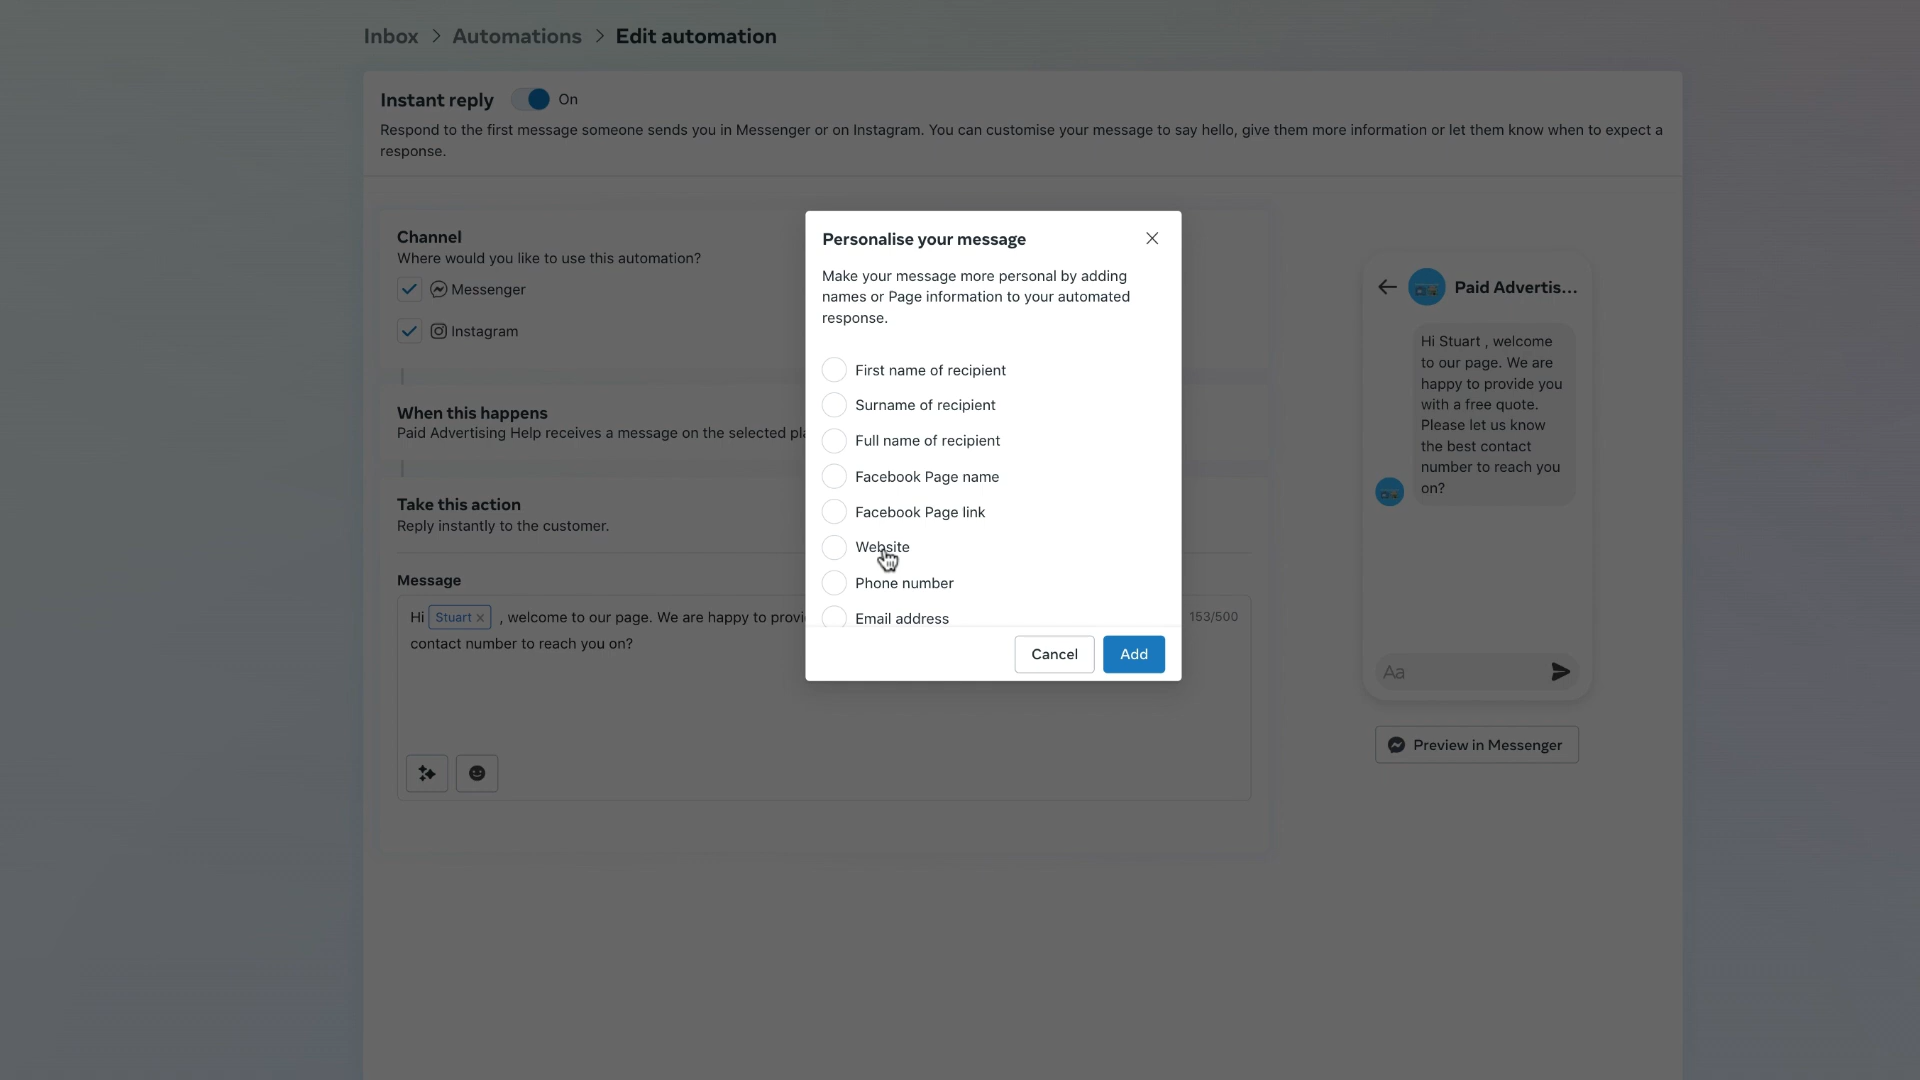 Inbox > Automations > Edit automation
Instant reply On
Respond to the first message someone sends you in Messenger or on Instagram. You can customise your message to say hello, give them more information or let them know when to expect a
response.
Channel
Where would you like to use this automation?
Messenger
Instagram
When this happens
Paid Advertising Help receives a message on the selected
Take this action
Reply instantly to the customer.
Message
Hi Stuart × , welcome to our page. We are happy to
contact number to reach you on?
153/500
Personalise your message
Make your message more personal by adding
names or Page information to your automated
response.
First name of recipient
Surname of recipient
Full name of recipient
Facebook Page name
Facebook Page link
Website
Phone number
Email address
Cancel
Add
Paid Advertis...
Hi Stuart , welcome
to our page. We are
happy to provide you
with a free quote.
Please let us know
the best contact
number to reach you
on?
Aa
Preview in Messenger